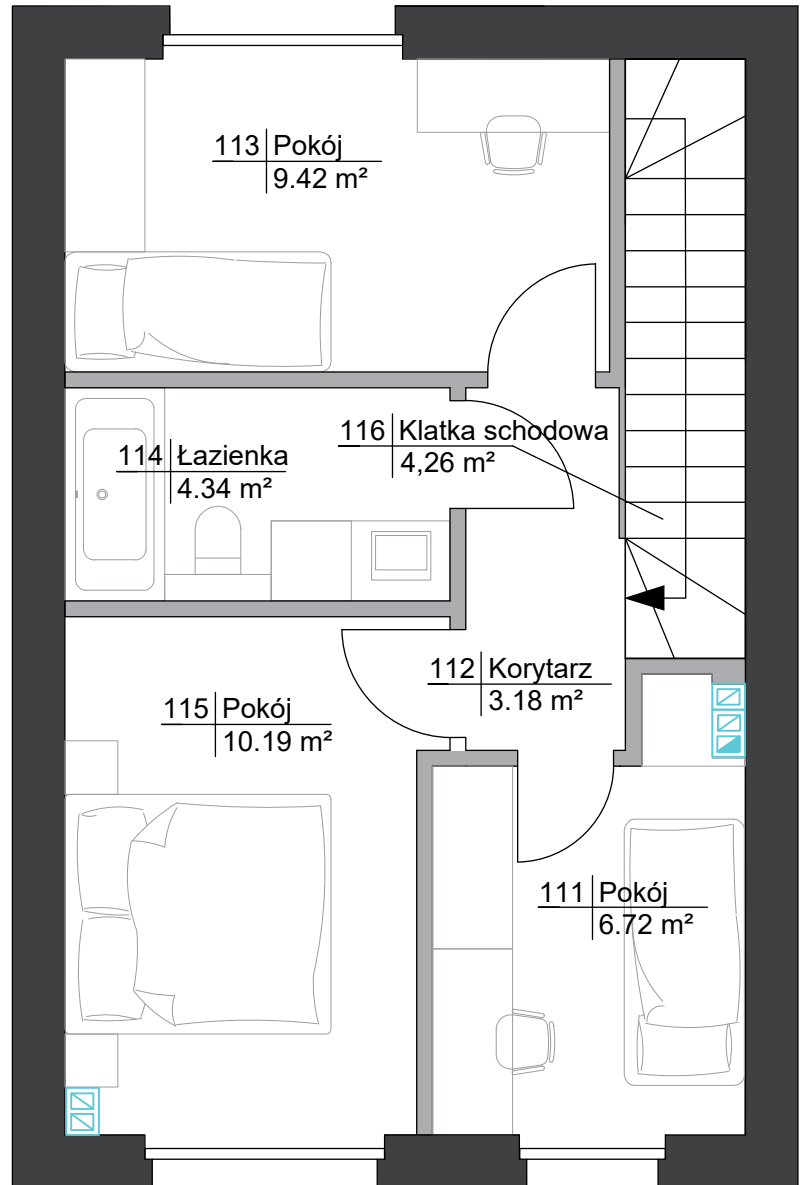 113 Pokój
9.42 m²
116 Klatka schodowa
4,26 m²
114 Łazienka
4.34 m²
112 Korytarz
3.18 m²
115 Pokój
10.19 m²
111 Pokój
6.72 m²